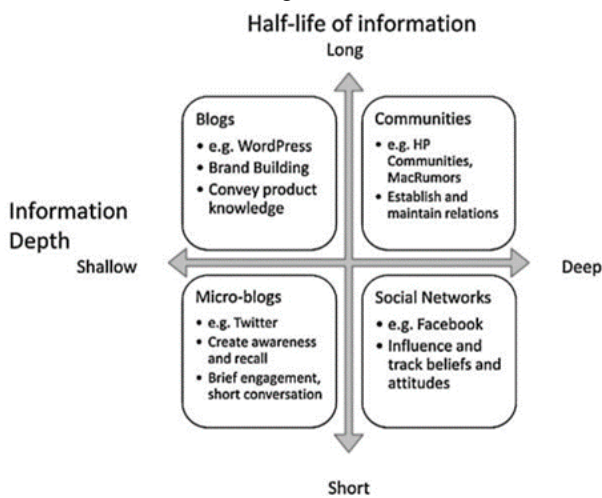 Half-life of information
Long
Blogs
• e.g. WordPress
• Brand Building
• Convey product
knowledge
Communities
• e.g. HP
Communities,
MacRumors
• Establish and
maintain relations
Information
Depth
Shallow
Deep
Micro-blogs
• e.g. Twitter
• Create awareness
and recall
• Brief engagement,
short conversation
Social Networks
• e.g. Facebook
• Influence and
track beliefs and
attitudes
Short